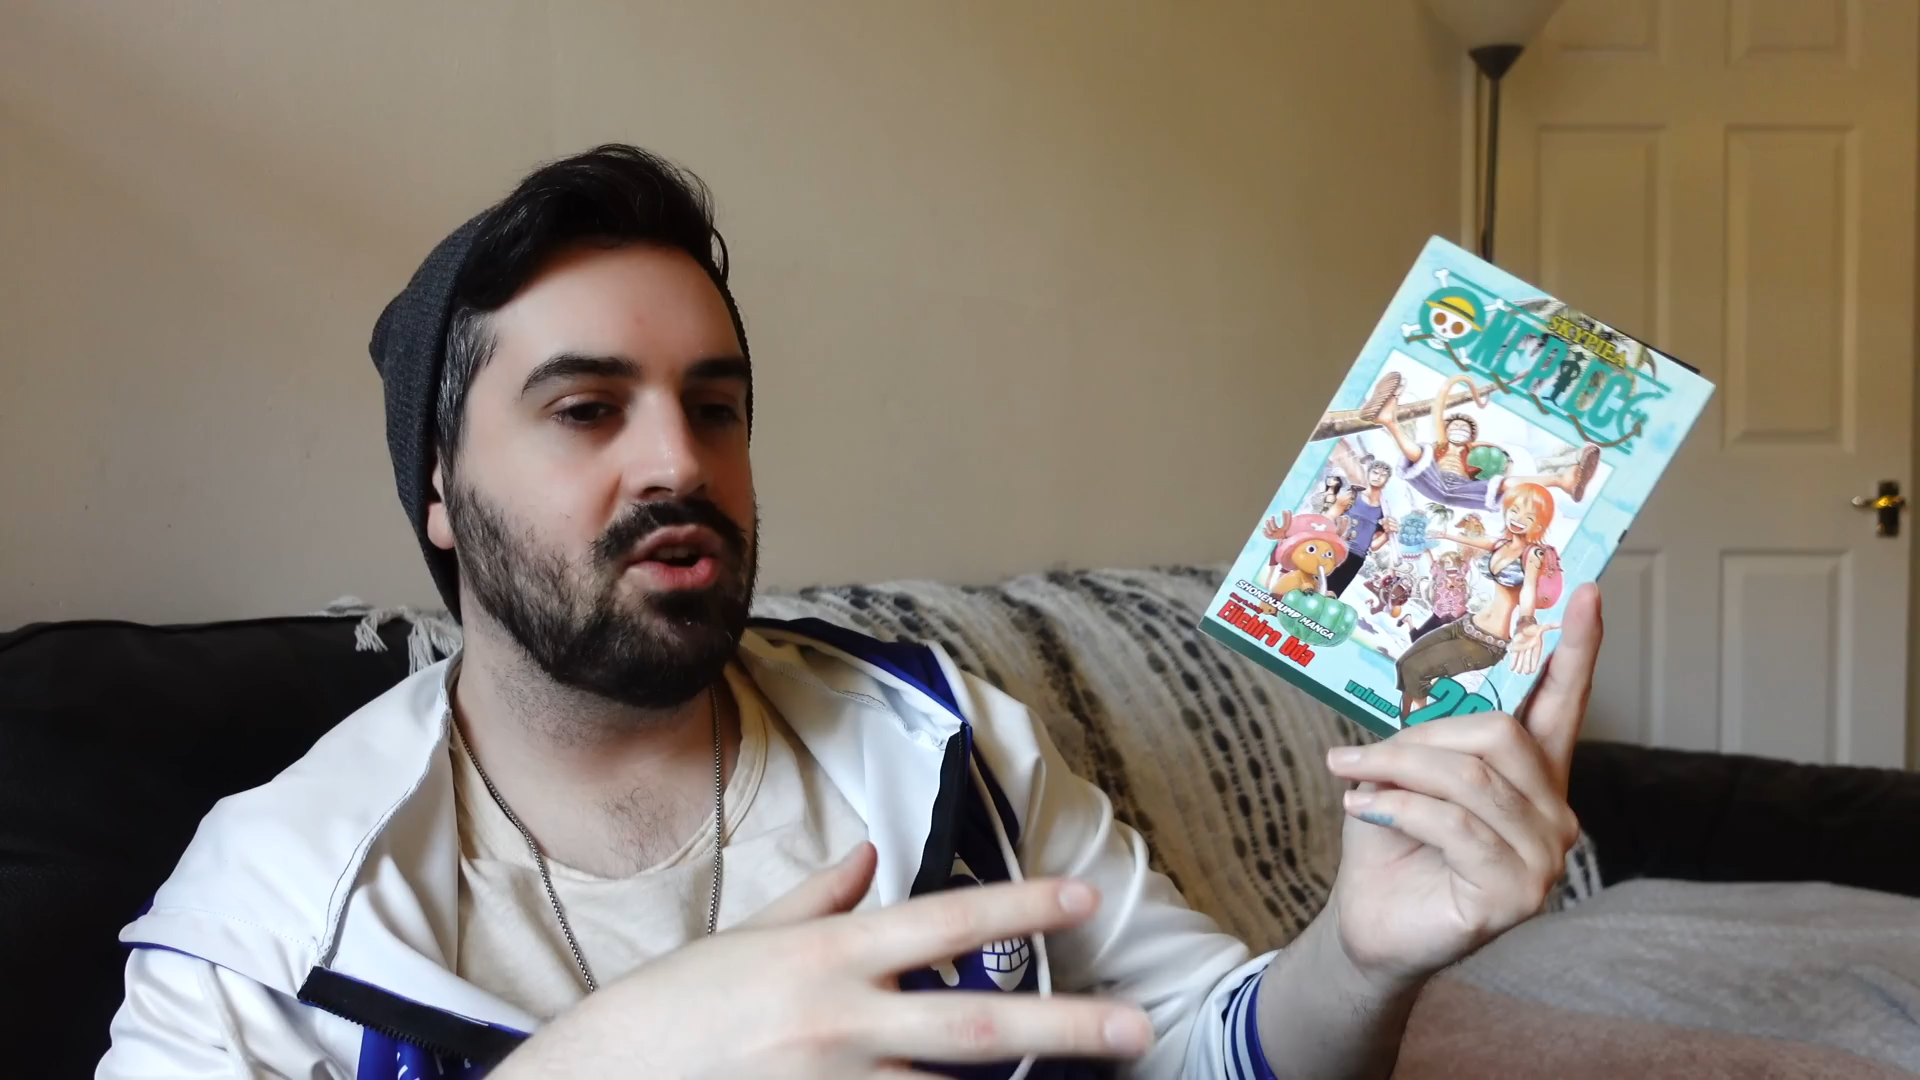 SKYPIEA
ONE PIECE
SHONEN JUMP MANGA
Eiichiro Oda
volume